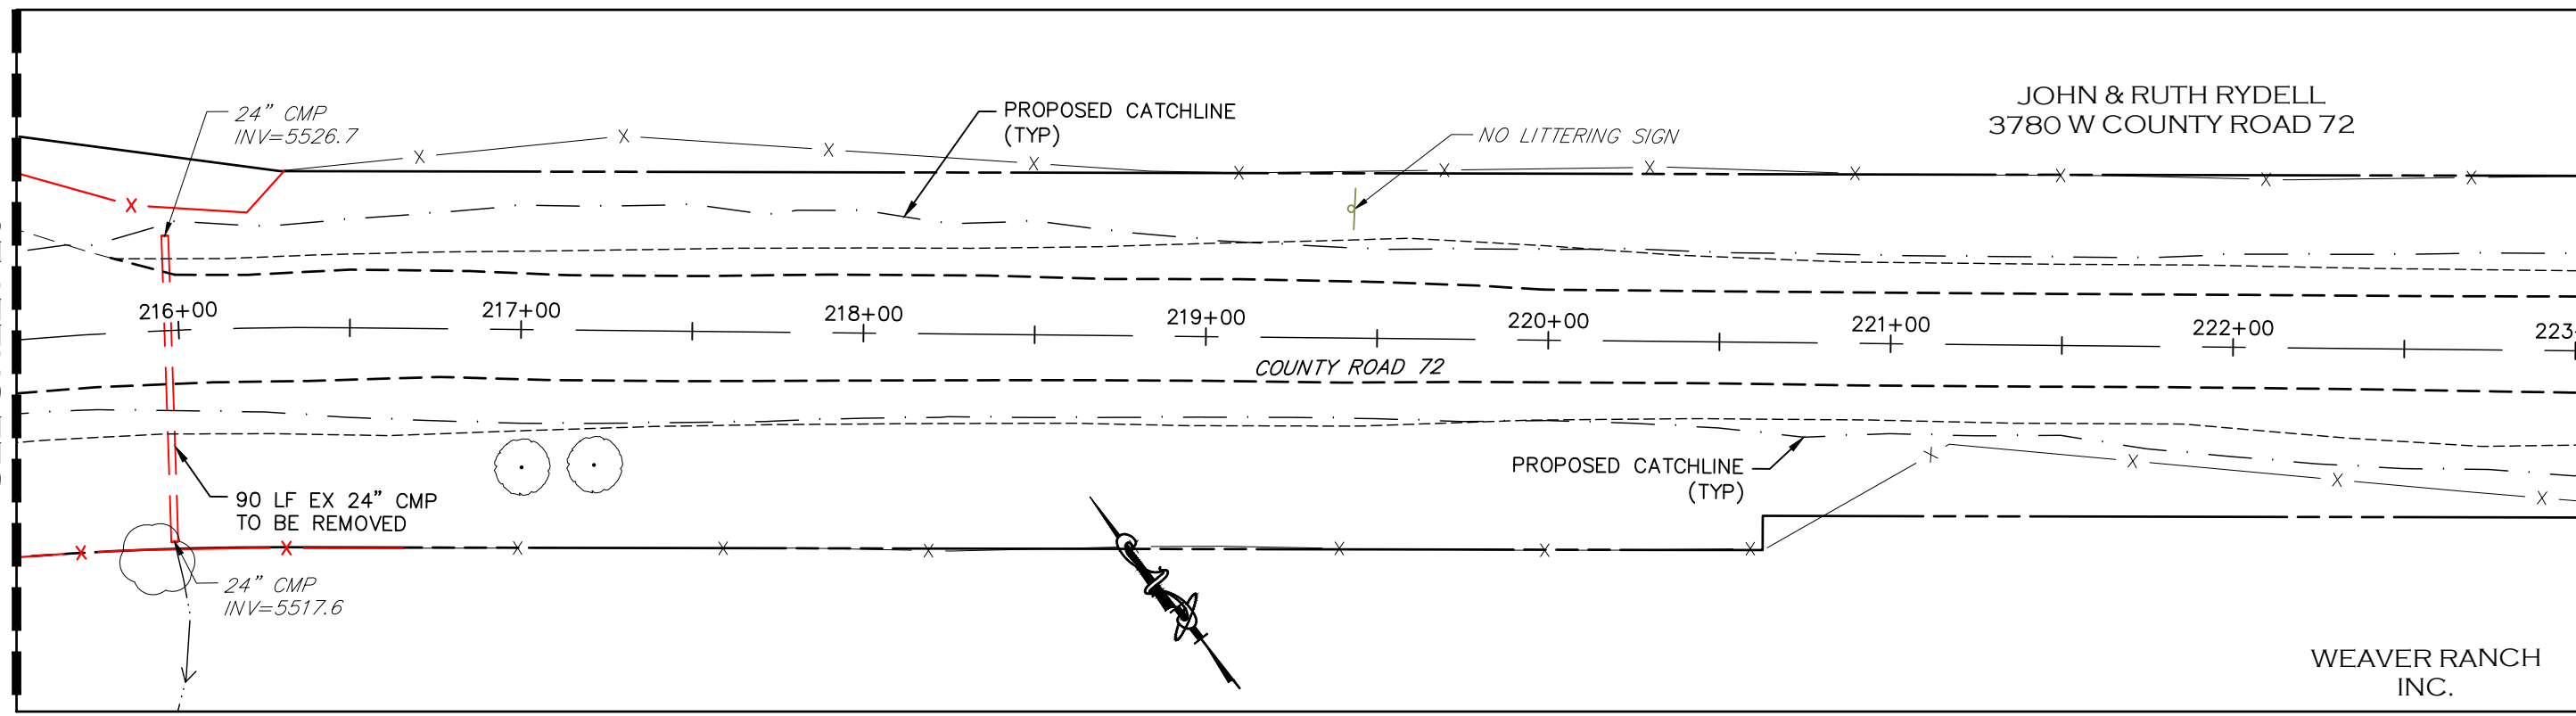 JOHN & RUTH RYDELL
3780 W COUNTY ROAD 72
24" CMP
INV=5526.7
PROPOSED CATCHLINE
(TYP)
NO LITTERING SIGN
216+00
217+00
218+00
219+00
220+00
221+00
222+00
COUNTY ROAD 72
PROPOSED CATCHLINE
(TYP)
90 LF EX 24" CMP
TO BE REMOVED
24" CMP
INV=5517.6
WEAVER RANCH
INC.